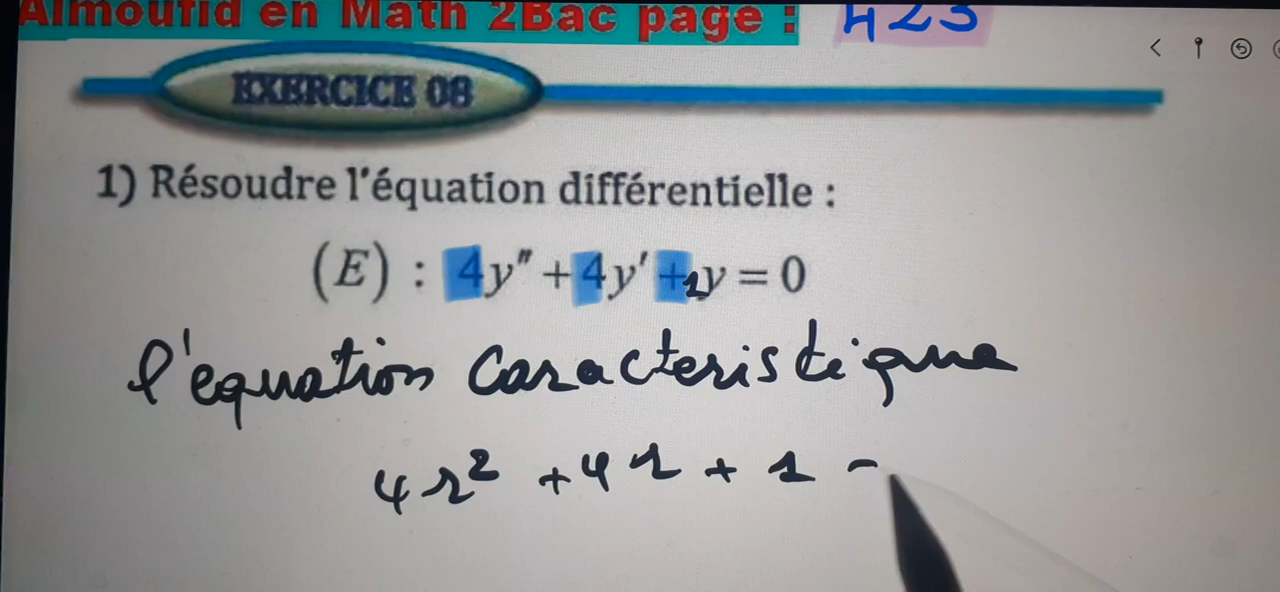 Almoufid en Math 2Bac page : 423
EXERCICE 08
1) Résoudre l'équation différentielle :
(E) : 4y" + 4y' + 1y = 0
l'equation caracteristique
4r² + 4r + 1 =